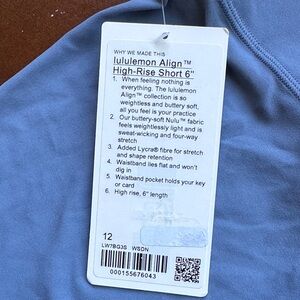 WHY WE MADE THIS
lululemon Align™
High-Rise Short 6"
1. When feeling nothing is
everything. The lululemon
Align™ collection is so
weightless and buttery soft,
all you feel is your practice
2. Our buttery-soft Nulu™ fabric
feels weightlessly light and is
sweat-wicking and four-way
stretch
3. Added Lycra® fibre for stretch
and shape retention
4. Waistband lies flat and won't
dig in
5. Waistband pocket holds your key
or card
6. High rise, 6" length
12
LW7BG3S WSDN
000155676043